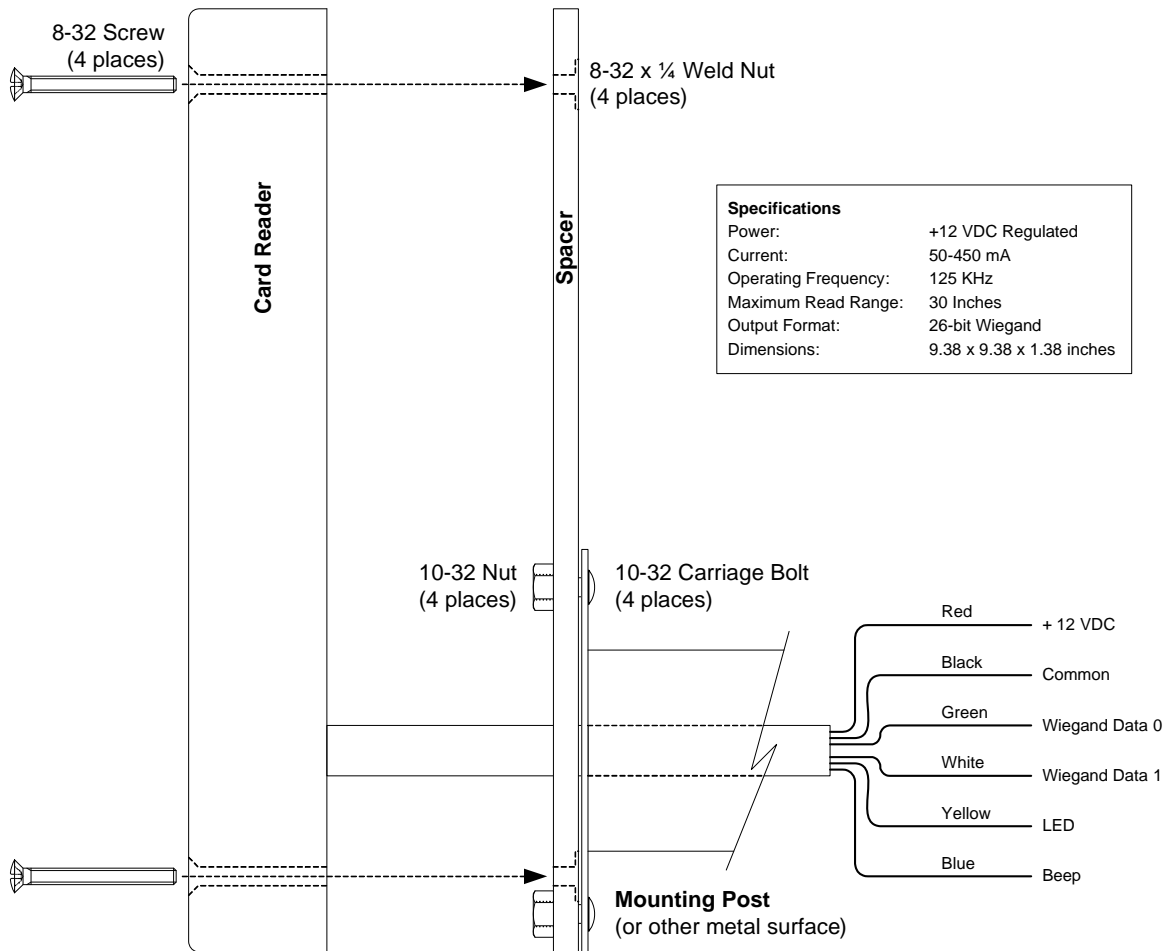 8-32 Screw
(4 places)
8-32 x ¼ Weld Nut
(4 places)
Card Reader
Spacer
Specifications
Power: +12 VDC Regulated
Current: 50-450 mA
Operating Frequency: 125 KHz
Maximum Read Range: 30 Inches
Output Format: 26-bit Wiegand
Dimensions: 9.38 x 9.38 x 1.38 inches
10-32 Nut
(4 places)
10-32 Carriage Bolt
(4 places)
Red + 12 VDC
Black Common
Green Wiegand Data 0
White Wiegand Data 1
Yellow LED
Blue Beep
Mounting Post
(or other metal surface)